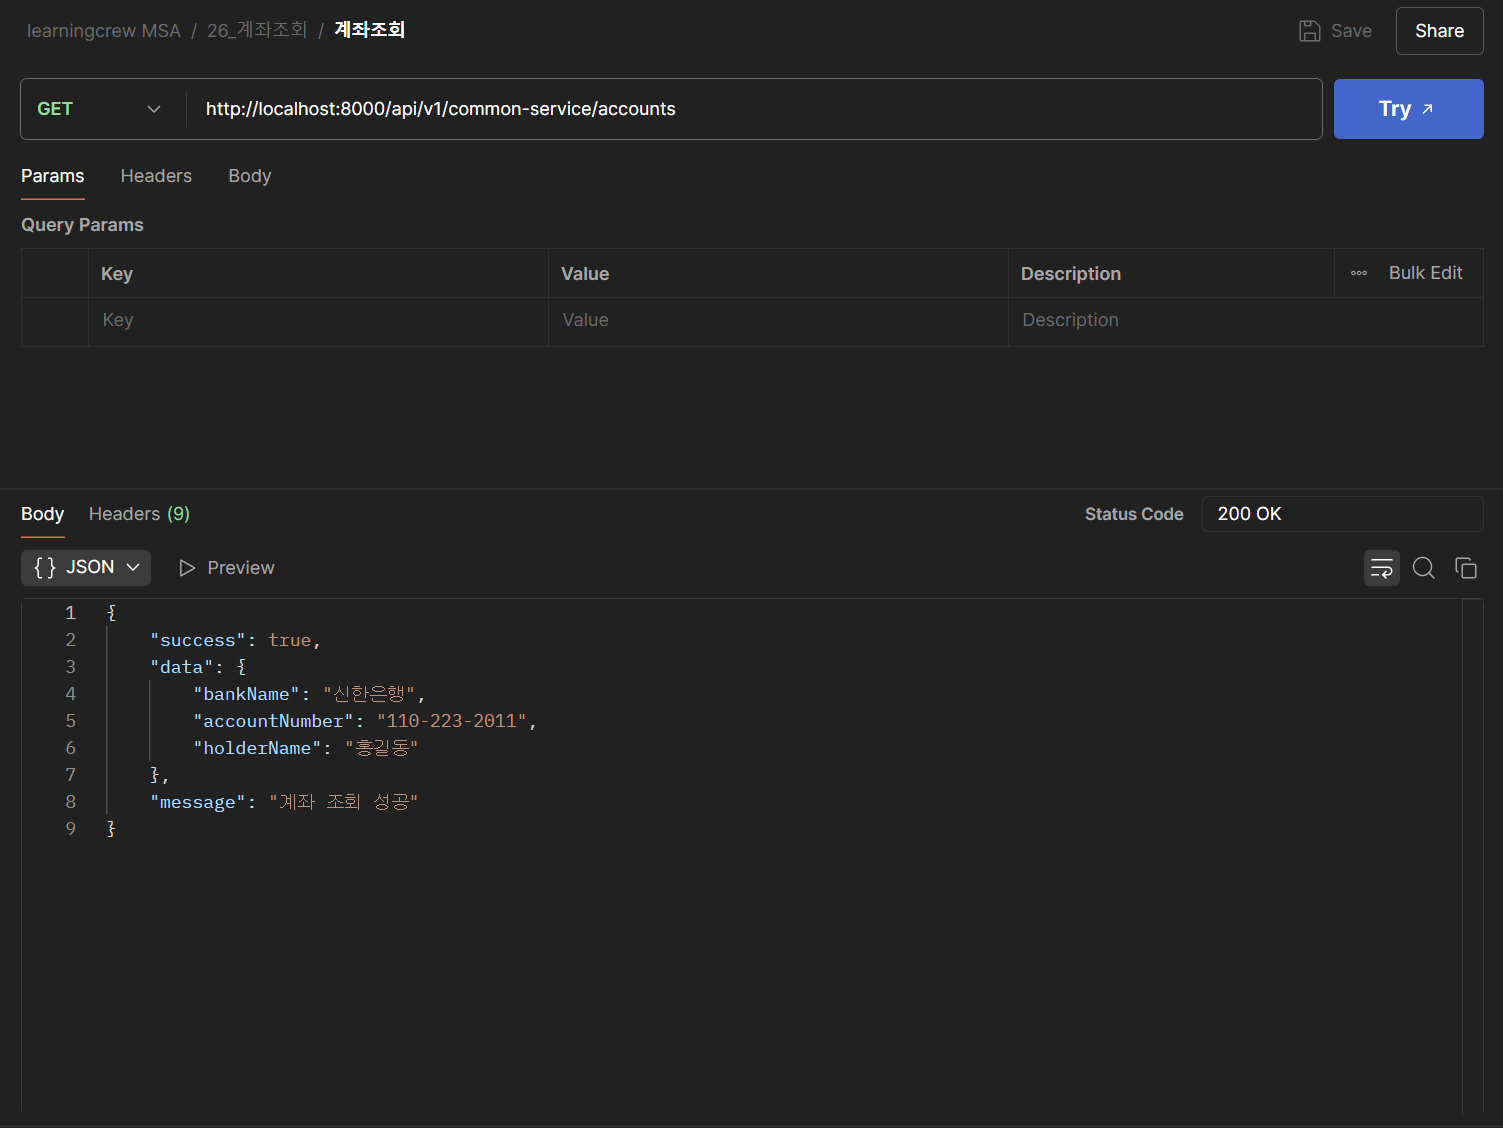 learningcrew MSA / 26_계좌조회 / 계좌조회
Save
Share
GET
http://localhost:8000/api/v1/common-service/accounts
Try
Params Headers Body
Query Params
Key Value Description Bulk Edit
Key Value Description
Body Headers (9)
Status Code 200 OK
{} JSON Preview
1 {
2 "success": true,
3 "data": {
4 "bankName": "신한은행",
5 "accountNumber": "110-223-2011",
6 "holderName": "홍길동"
7 },
8 "message": "계좌 조회 성공"
9 }